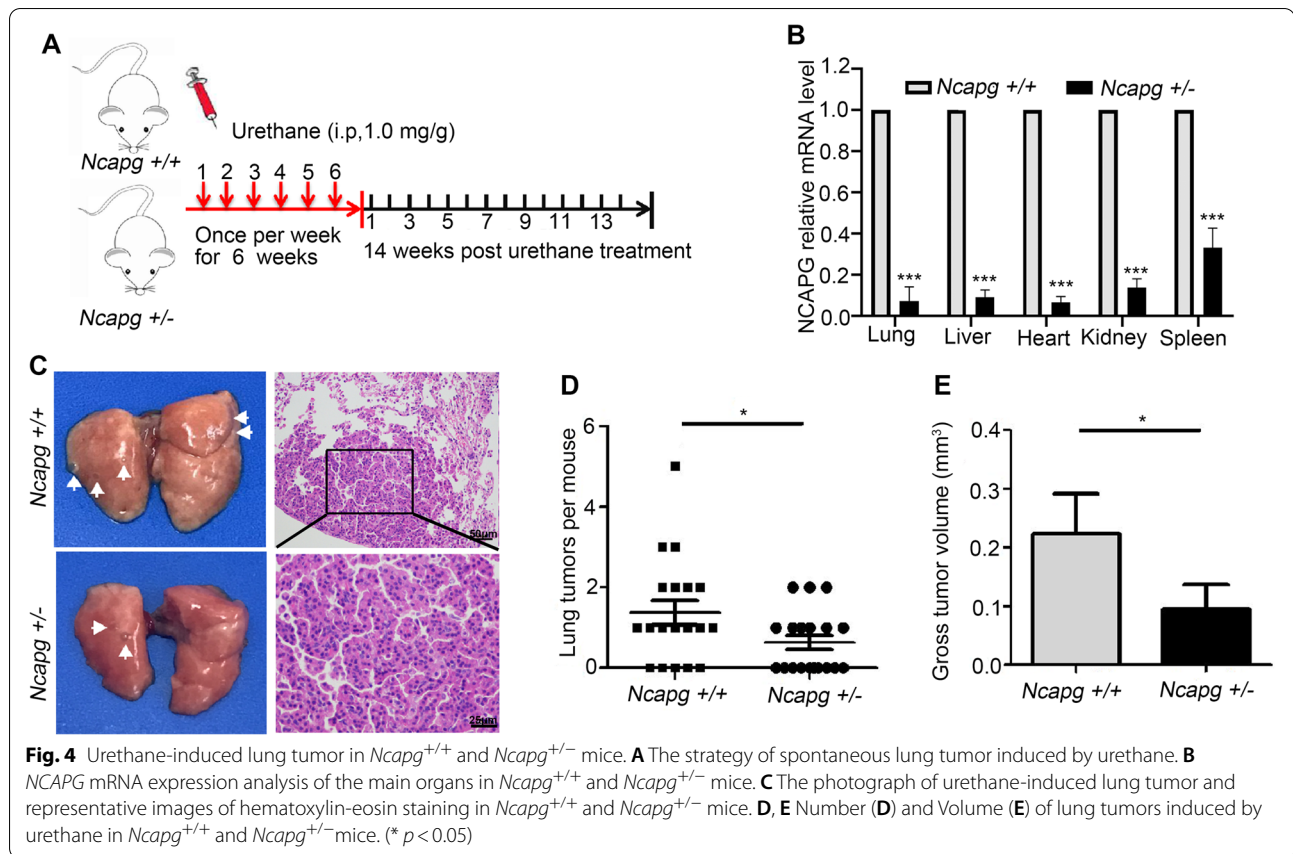 A
Urethane (i.p,1.0 mg/g)
Ncapg +/+
1 2 3 4 5 6
1 3 5 7 9 11 13
Once per week
for 6 weeks
14 weeks post urethane treatment
Ncapg +/-
B
NCAPG relative mRNA level
Ncapg +/+ Ncapg +/-
1.2
1.0
0.8
0.6
0.4
0.2
0.0
*** *** *** *** ***
Lung Liver Heart Kidney Spleen
C
Ncapg +/+
50μm
Ncapg +/-
25μm
D
Lung tumors per mouse
*
6
4
2
0
Ncapg +/+ Ncapg +/-
E
Gross tumor volume (mm³)
*
0.4
0.3
0.2
0.1
0.0
Ncapg +/+ Ncapg +/-
Fig. 4 Urethane-induced lung tumor in Ncapg+/+ and Ncapg+/− mice. A The strategy of spontaneous lung tumor induced by urethane. B
NCAPG mRNA expression analysis of the main organs in Ncapg+/+ and Ncapg+/− mice. C The photograph of urethane-induced lung tumor and
representative images of hematoxylin-eosin staining in Ncapg+/+ and Ncapg+/− mice. D, E Number (D) and Volume (E) of lung tumors induced by
urethane in Ncapg+/+ and Ncapg+/−mice. (* p < 0.05)